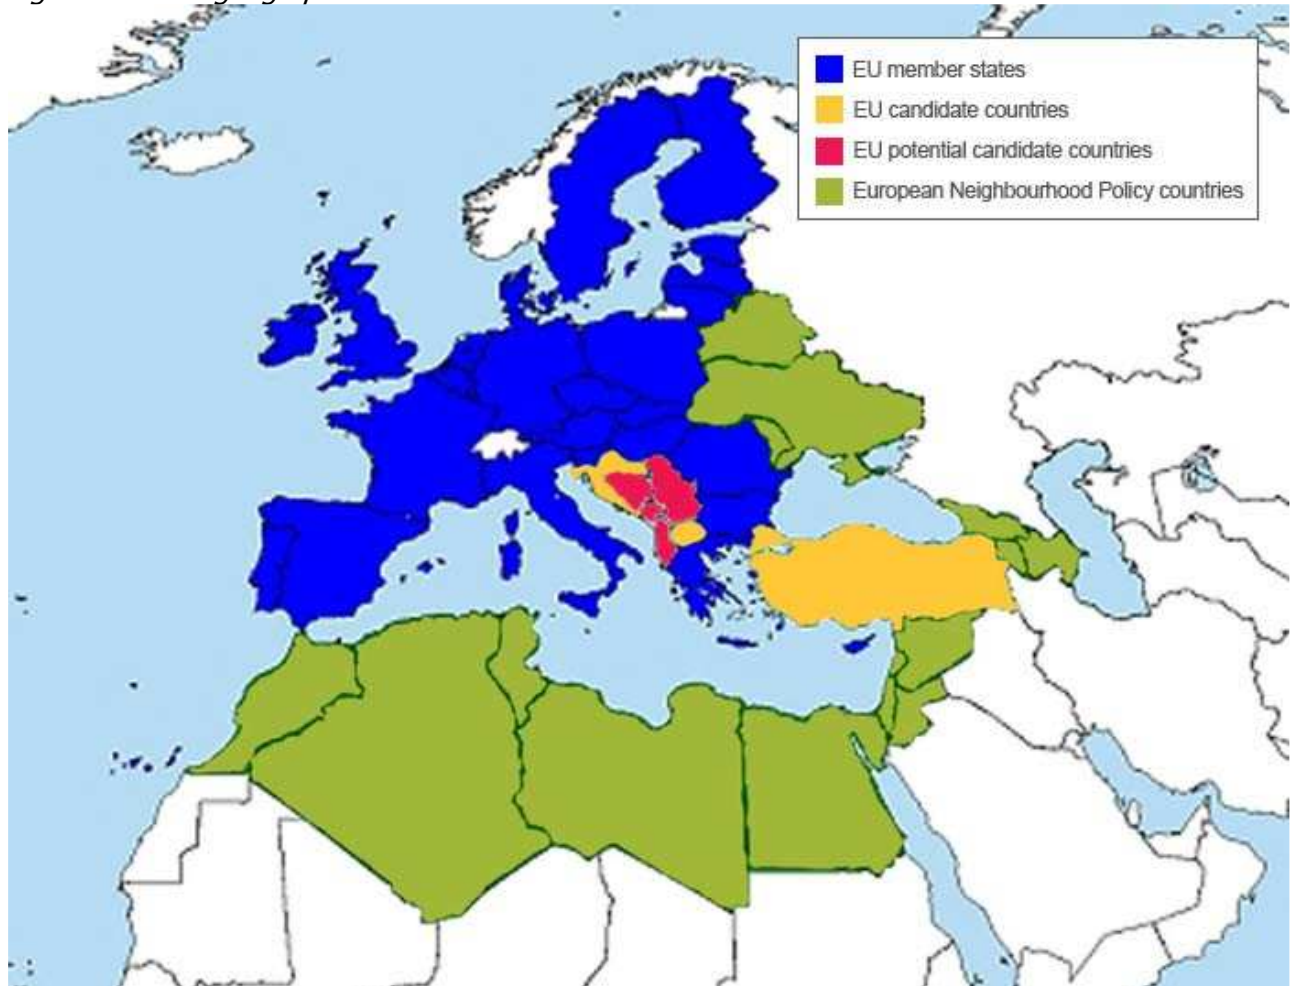 EU member states
EU candidate countries
EU potential candidate countries
European Neighbourhood Policy countries